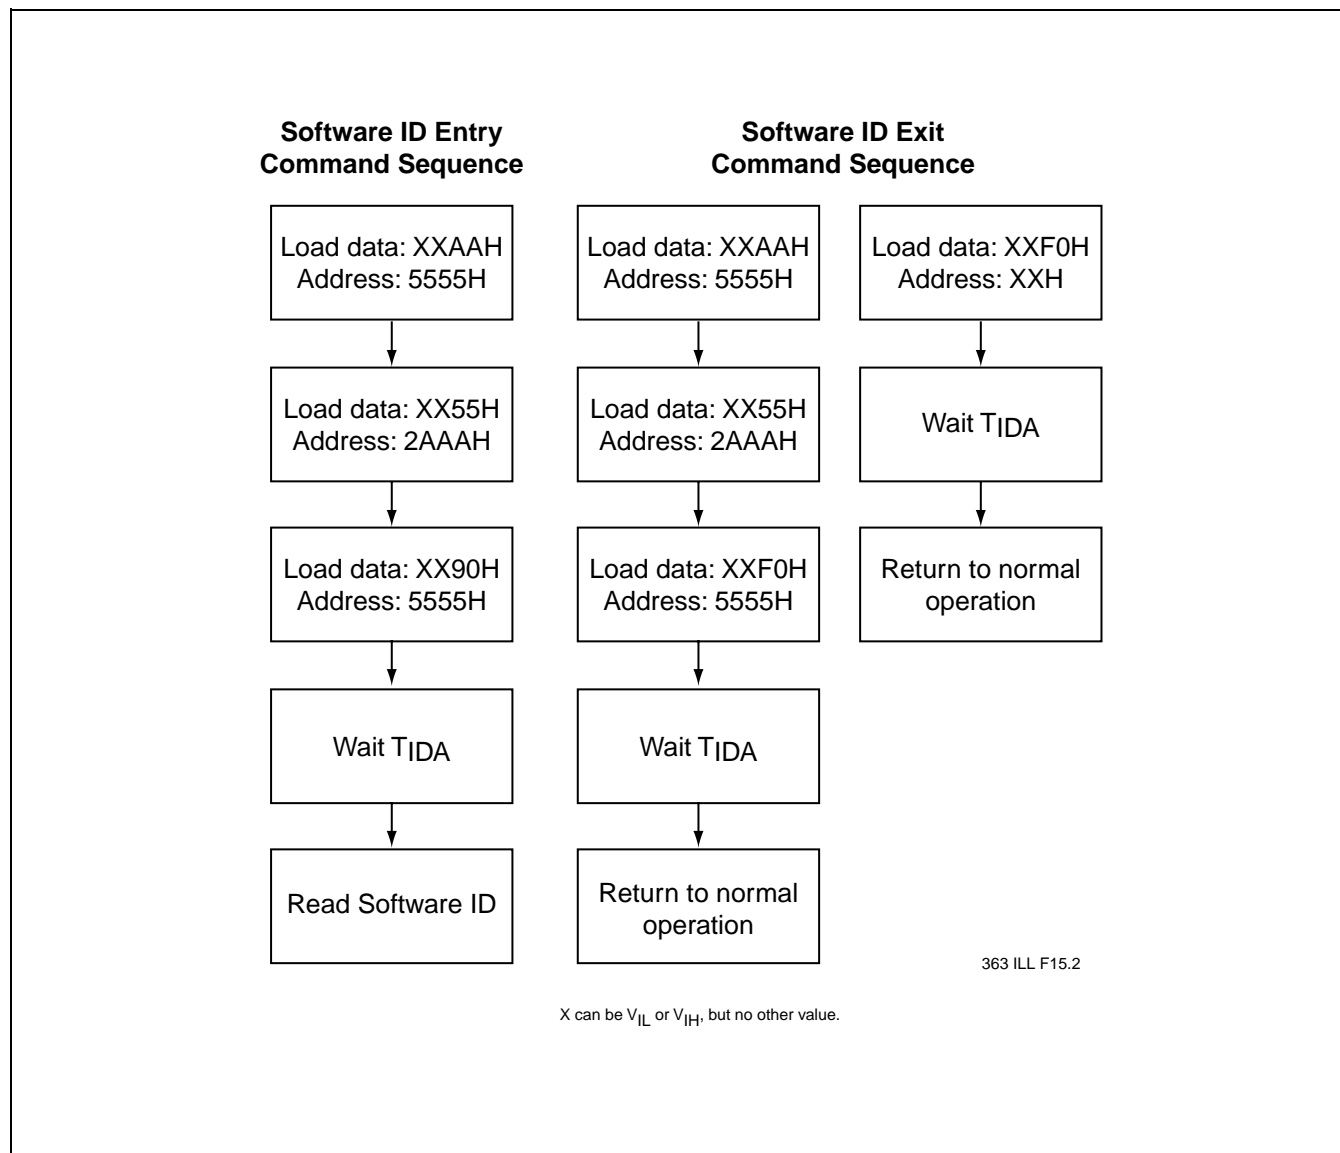 Software ID Entry
Command Sequence
Load data: XXAAH
Address: 5555H
Load data: XX55H
Address: 2AAAH
Load data: XX90H
Address: 5555H
Wait TIDA
Read Software ID
Software ID Exit
Command Sequence
Load data: XXAAH
Address: 5555H
Load data: XX55H
Address: 2AAAH
Load data: XXF0H
Address: 5555H
Wait TIDA
Return to normal
operation
Load data: XXF0H
Address: XXH
Wait TIDA
Return to normal
operation
363 ILL F15.2
X can be VIL or VIH, but no other value.